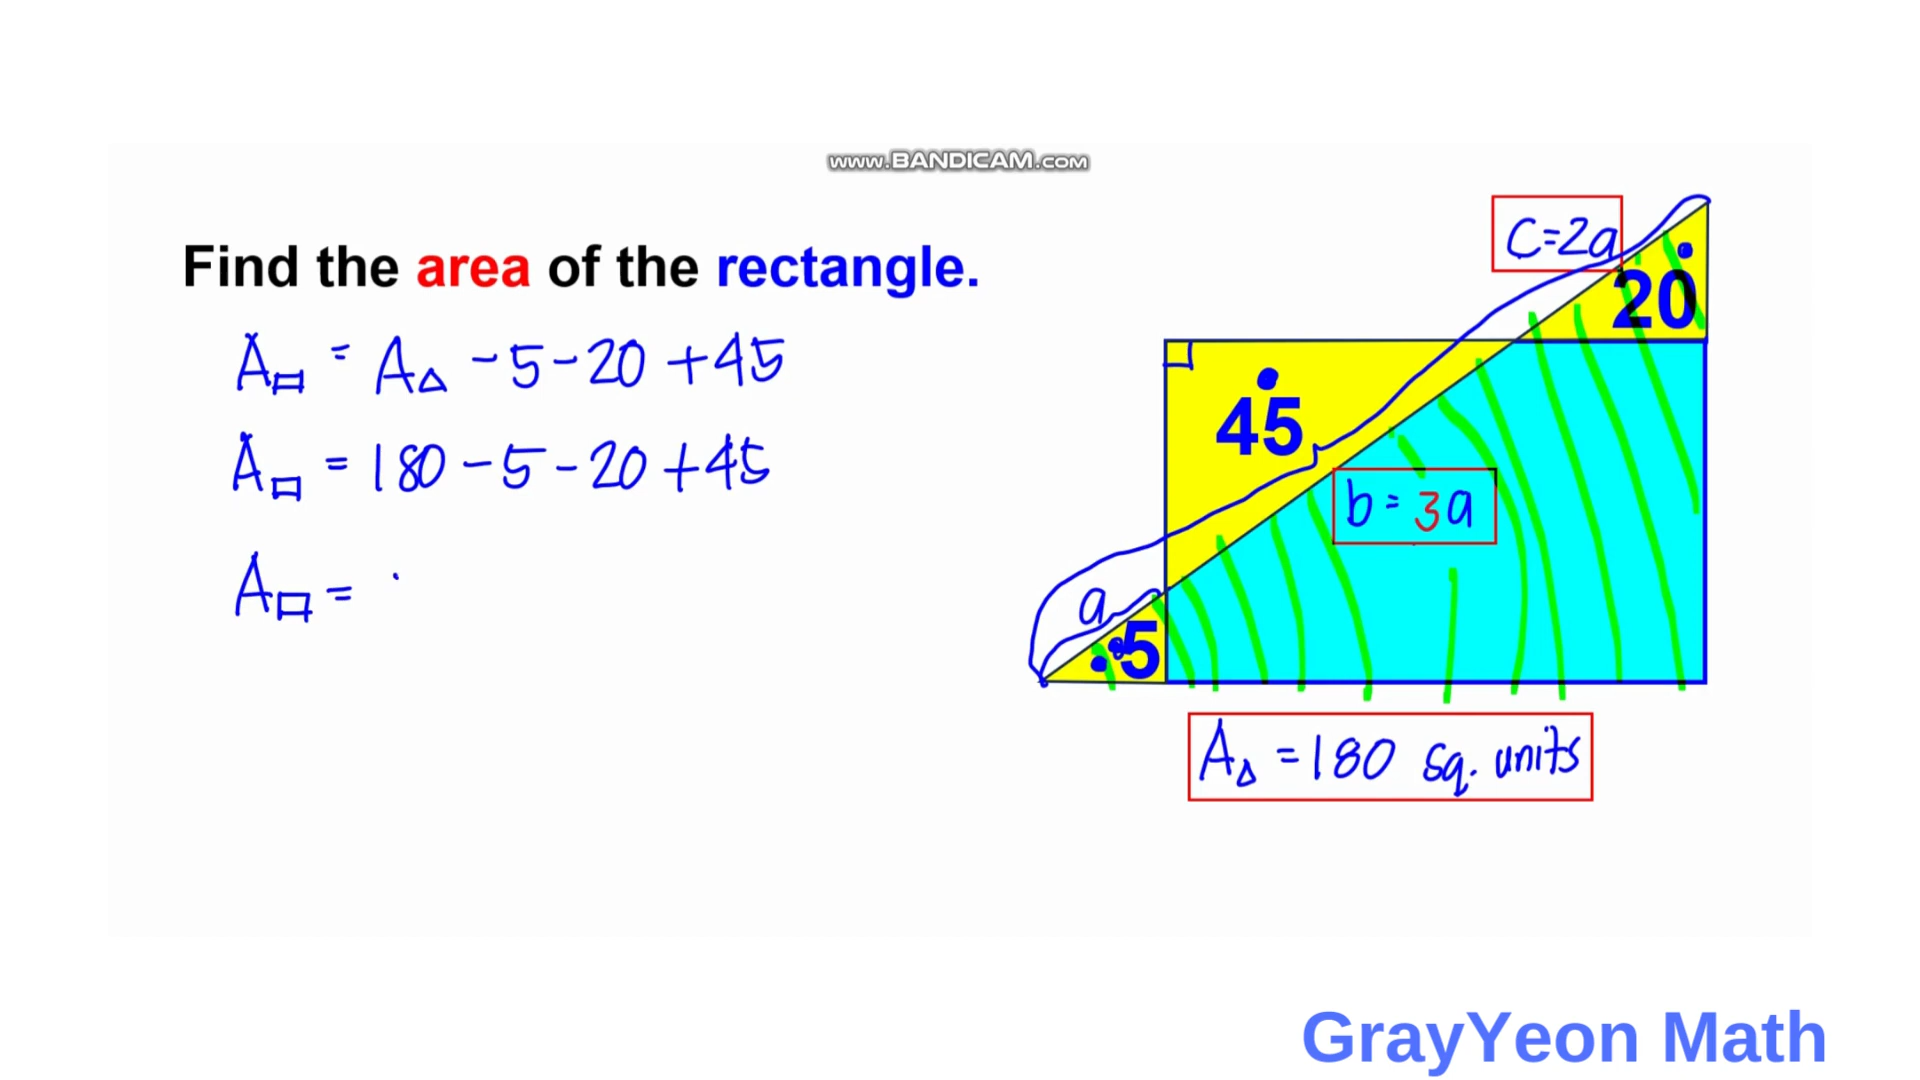 www.BANDICAM.com
Find the area of the rectangle.
A▭ = A△ -5-20+45
A▭ = 180-5-20+45
A▭ =
c=2a
20
45
b=3a
a
5
A△ =180 sq. units
GrayYeon Math